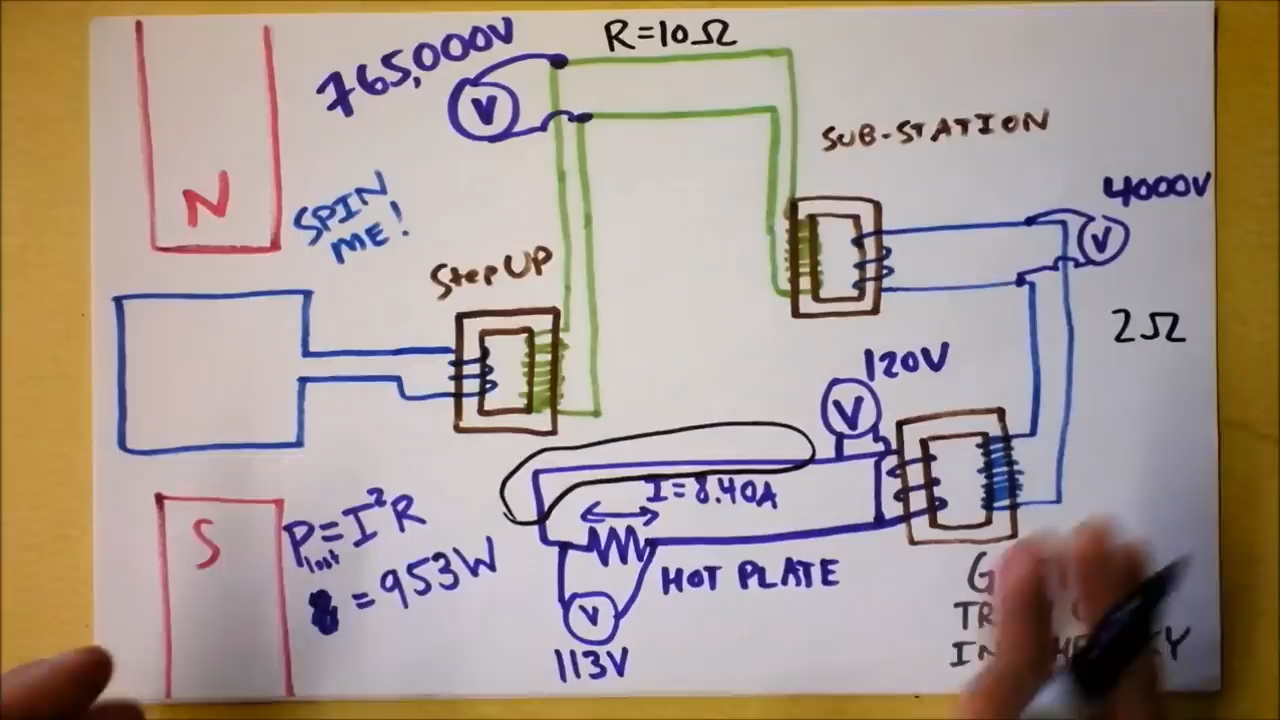 765,000V
R=10Ω
V
SUB-STATION
N
SPIN
ME!
4000V
V
Step UP
2Ω
120V
V
I=8.40A
S
P lost = I²R
= 953W
HOT PLATE
V
113V